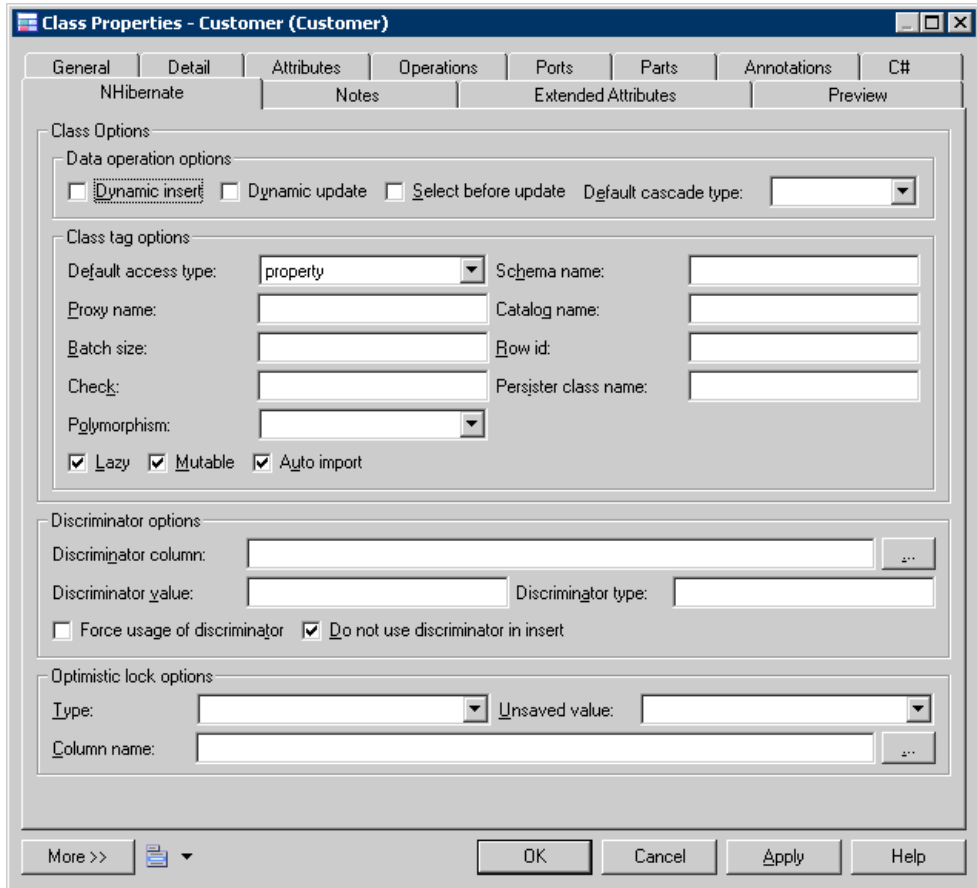 Class Properties - Customer (Customer)
General Detail Attributes Operations Ports Parts Annotations C#
NHibernate Notes Extended Attributes Preview
Class Options
Data operation options
Dynamic insert Dynamic update Select before update Default cascade type:
Class tag options
Default access type: property Schema name:
Proxy name: Catalog name:
Batch size: Row id:
Check: Persister class name:
Polymorphism:
Lazy Mutable Auto import
Discriminator options
Discriminator column: ...
Discriminator value: Discriminator type:
Force usage of discriminator Do not use discriminator in insert
Optimistic lock options
Type: Unsaved value:
Column name: ...
More >> OK Cancel Apply Help